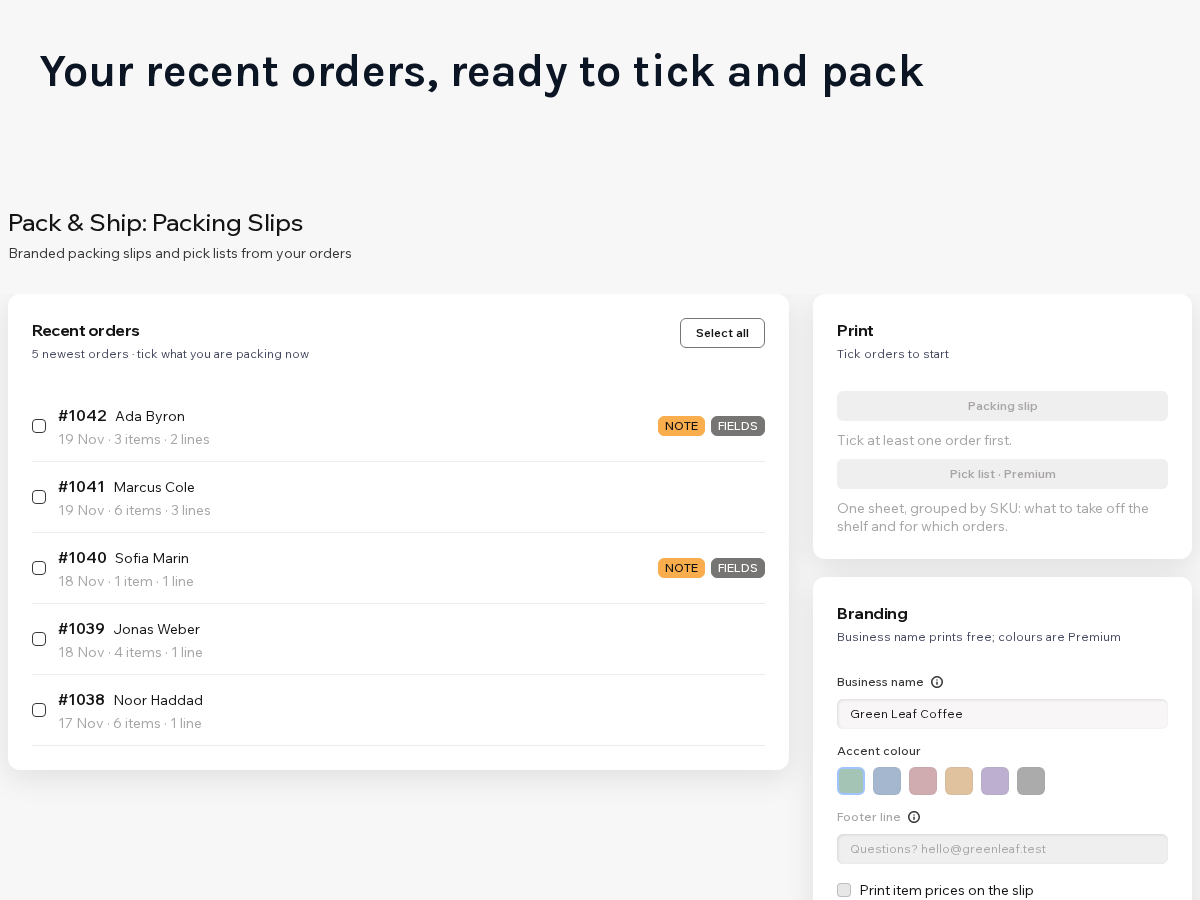 Your recent orders, ready to tick and pack
Pack & Ship: Packing Slips
Branded packing slips and pick lists from your orders
Recent orders
5 newest orders · tick what you are packing now
Select all
#1042 Ada Byron
19 Nov · 3 items · 2 lines
NOTE FIELDS
#1041 Marcus Cole
19 Nov · 6 items · 3 lines
#1040 Sofia Marin
18 Nov · 1 item · 1 line
NOTE FIELDS
#1039 Jonas Weber
18 Nov · 4 items · 1 line
#1038 Noor Haddad
17 Nov · 6 items · 1 line
Print
Tick orders to start
Packing slip
Tick at least one order first.
Pick list · Premium
One sheet, grouped by SKU: what to take off the
shelf and for which orders.
Branding
Business name prints free; colours are Premium
Business name
Green Leaf Coffee
Accent colour
Footer line
Questions? hello@greenleaf.test
Print item prices on the slip